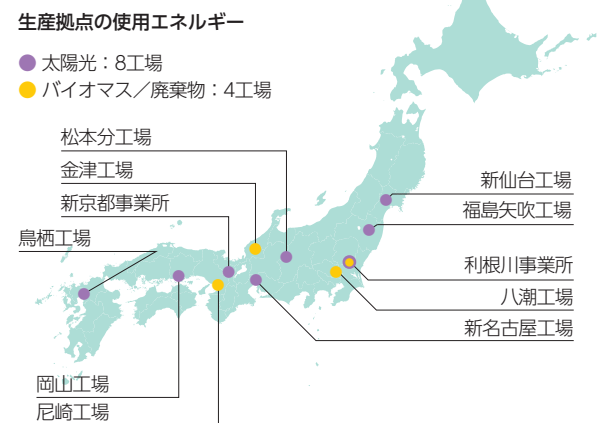 生産拠点の使用エネルギー
太陽光：8工場
バイオマス／廃棄物：4工場
松本分工場
金津工場
新京都事業所
鳥栖工場
新仙台工場
福島矢吹工場
利根川事業所
八潮工場
新名古屋工場
岡山工場
尼崎工場